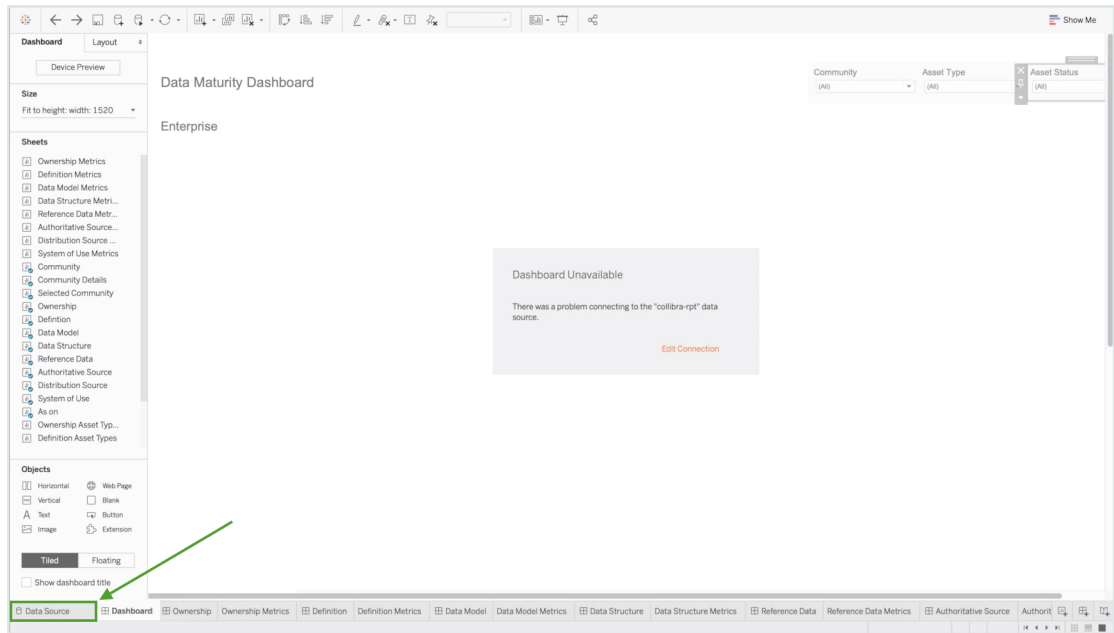 Show Me
Dashboard
Layout
Device Preview
Size
Fit to height: width: 1520
Sheets
Ownership Metrics
Definition Metrics
Data Model Metrics
Data Structure Metri...
Reference Data Metr...
Authoritative Source...
Distribution Source ...
System of Use Metrics
Community
Community Details
Selected Community
Ownership
Defintion
Data Model
Data Structure
Reference Data
Authoritative Source
Distribution Source
System of Use
As on
Ownership Asset Typ...
Definition Asset Types
Objects
Horizontal
Web Page
Vertical
Blank
A Text
Button
Image
Extension
Tiled
Floating
Show dashboard title
Data Maturity Dashboard
Community
Asset Type
Asset Status
(All)
(All)
(All)
Enterprise
Dashboard Unavailable
There was a problem connecting to the "collibra-rpt" data
source.
Edit Connection
Data Source
Dashboard
Ownership
Ownership Metrics
Definition
Definition Metrics
Data Model
Data Model Metrics
Data Structure
Data Structure Metrics
Reference Data
Reference Data Metrics
Authoritative Source
Authorit